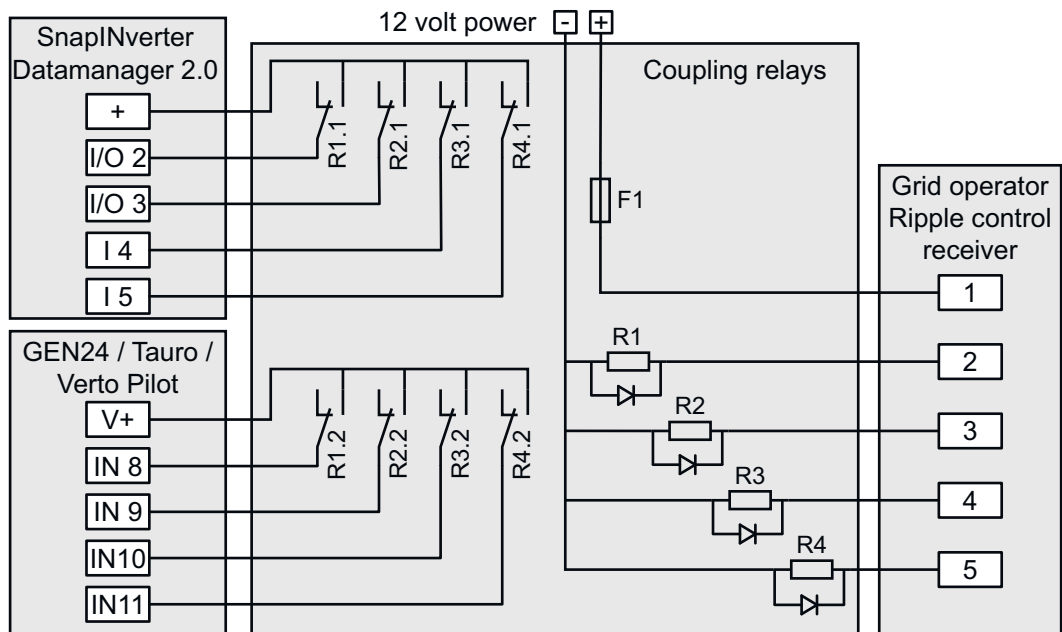 12 volt power - +
SnapINverter
Datamanager 2.0
+
I/O 2
I/O 3
I 4
I 5
R1.1
R2.1
R3.1
R4.1
Coupling relays
F1
Grid operator
Ripple control
receiver
1
2
3
4
5
GEN24 / Tauro /
Verto Pilot
V+
IN 8
IN 9
IN10
IN11
R1.2
R2.2
R3.2
R4.2
R1
R2
R3
R4